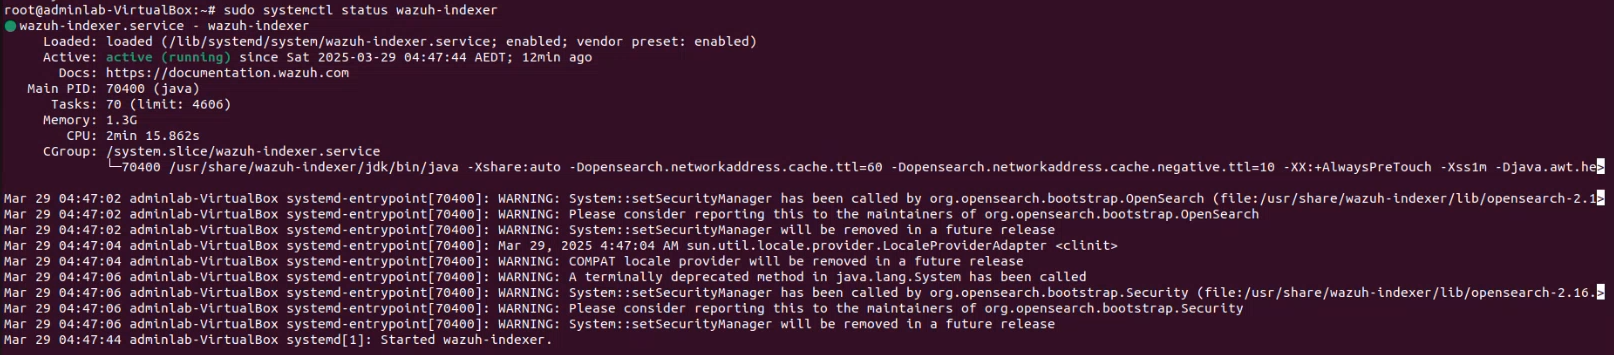 root@adminlab-VirtualBox:~# sudo systemctl status wazuh-indexer
● wazuh-indexer.service - wazuh-indexer
     Loaded: loaded (/lib/systemd/system/wazuh-indexer.service; enabled; vendor preset: enabled)
     Active: active (running) since Sat 2025-03-29 04:47:44 AEDT; 12min ago
       Docs: https://documentation.wazuh.com
   Main PID: 70400 (java)
      Tasks: 70 (limit: 4606)
     Memory: 1.3G
        CPU: 2min 15.862s
     CGroup: /system.slice/wazuh-indexer.service
             └─70400 /usr/share/wazuh-indexer/jdk/bin/java -Xshare:auto -Dopensearch.networkaddress.cache.ttl=60 -Dopensearch.networkaddress.cache.negative.ttl=10 -XX:+AlwaysPreTouch -Xss1m -Djava.awt.he>
Mar 29 04:47:02 adminlab-VirtualBox systemd-entrypoint[70400]: WARNING: System::setSecurityManager has been called by org.opensearch.bootstrap.OpenSearch (file:/usr/share/wazuh-indexer/lib/opensearch-2.1>
Mar 29 04:47:02 adminlab-VirtualBox systemd-entrypoint[70400]: WARNING: Please consider reporting this to the maintainers of org.opensearch.bootstrap.OpenSearch
Mar 29 04:47:02 adminlab-VirtualBox systemd-entrypoint[70400]: WARNING: System::setSecurityManager will be removed in a future release
Mar 29 04:47:04 adminlab-VirtualBox systemd-entrypoint[70400]: Mar 29, 2025 4:47:04 AM sun.util.locale.provider.LocaleProviderAdapter <clinit>
Mar 29 04:47:04 adminlab-VirtualBox systemd-entrypoint[70400]: WARNING: COMPAT locale provider will be removed in a future release
Mar 29 04:47:06 adminlab-VirtualBox systemd-entrypoint[70400]: WARNING: A terminally deprecated method in java.lang.System has been called
Mar 29 04:47:06 adminlab-VirtualBox systemd-entrypoint[70400]: WARNING: System::setSecurityManager has been called by org.opensearch.bootstrap.Security (file:/usr/share/wazuh-indexer/lib/opensearch-2.16.>
Mar 29 04:47:06 adminlab-VirtualBox systemd-entrypoint[70400]: WARNING: Please consider reporting this to the maintainers of org.opensearch.bootstrap.Security
Mar 29 04:47:06 adminlab-VirtualBox systemd-entrypoint[70400]: WARNING: System::setSecurityManager will be removed in a future release
Mar 29 04:47:44 adminlab-VirtualBox systemd[1]: Started wazuh-indexer.